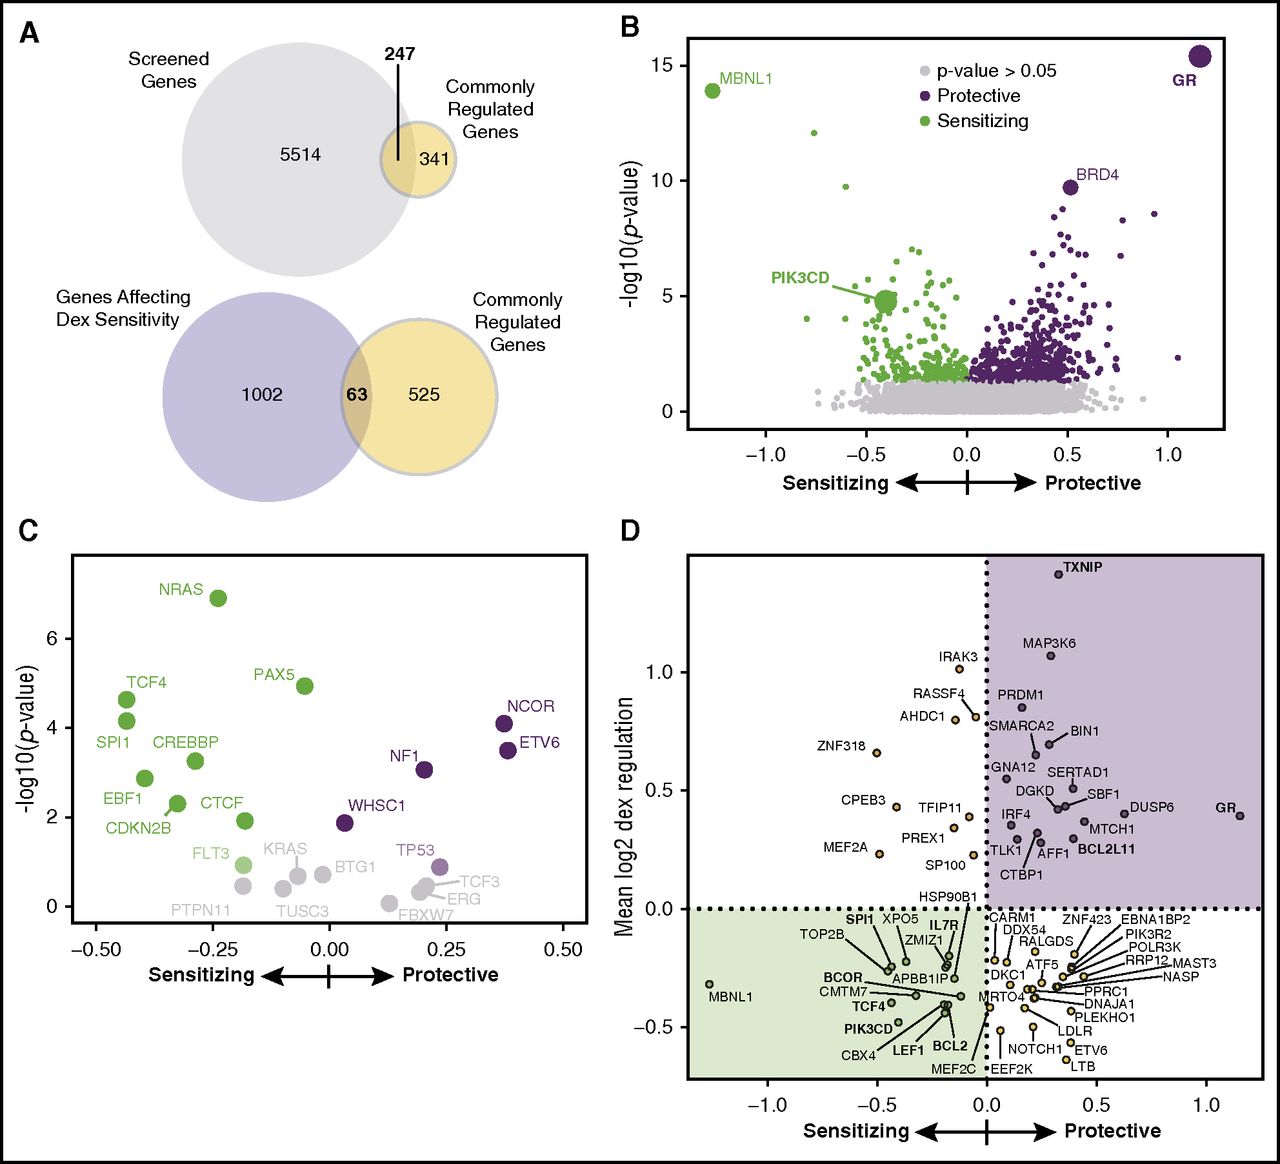 A
Screened
Genes
247
Commonly
Regulated
Genes
5514
341
Genes Affecting
Dex Sensitivity
Commonly
Regulated
Genes
1002
63
525
B
-log10(p-value)
15
10
5
0
MBNL1
p-value > 0.05
Protective
Sensitizing
GR
BRD4
PIK3CD
−1.0
−0.5
0.0
0.5
1.0
Sensitizing
Protective
C
-log10(p-value)
6
4
2
0
NRAS
TCF4
PAX5
SPI1
CREBBP
NCOR
ETV6
NF1
EBF1
CTCF
WHSC1
CDKN2B
FLT3
KRAS
BTG1
TP53
TCF3
ERG
PTPN11
TUSC3
FBXW7
−0.50
−0.25
0.00
0.25
0.50
Sensitizing
Protective
D
Mean log2 dex regulation
1.0
0.5
0.0
−0.5
TXNIP
IRAK3
MAP3K6
RASSF4
PRDM1
AHDC1
SMARCA2
BIN1
ZNF318
GNA12
SERTAD1
DGKD
SBF1
CPEB3
TFIP11
DUSP6
GR
IRF4
MTCH1
PREX1
MEF2A
TLK1
AFF1
BCL2L11
SP100
CTBP1
HSP90B1
SPI1
XPO5
IL7R
CARM1
ZNF423
EBNA1BP2
TOP2B
ZMIZ1
DDX54
PIK3R2
RALGDS
POLR3K
ATF5
RRP12
MAST3
BCOR
APBB1IP
DKC1
NASP
MBNL1
CMTM7
MRTO4
PPRC1
TCF4
DNAJA1
PLEKHO1
PIK3CD
LDLR
CBX4
LEF1
BCL2
NOTCH1
ETV6
MEF2C
EEF2K
LTB
−1.0
−0.5
0.0
0.5
1.0
Sensitizing
Protective